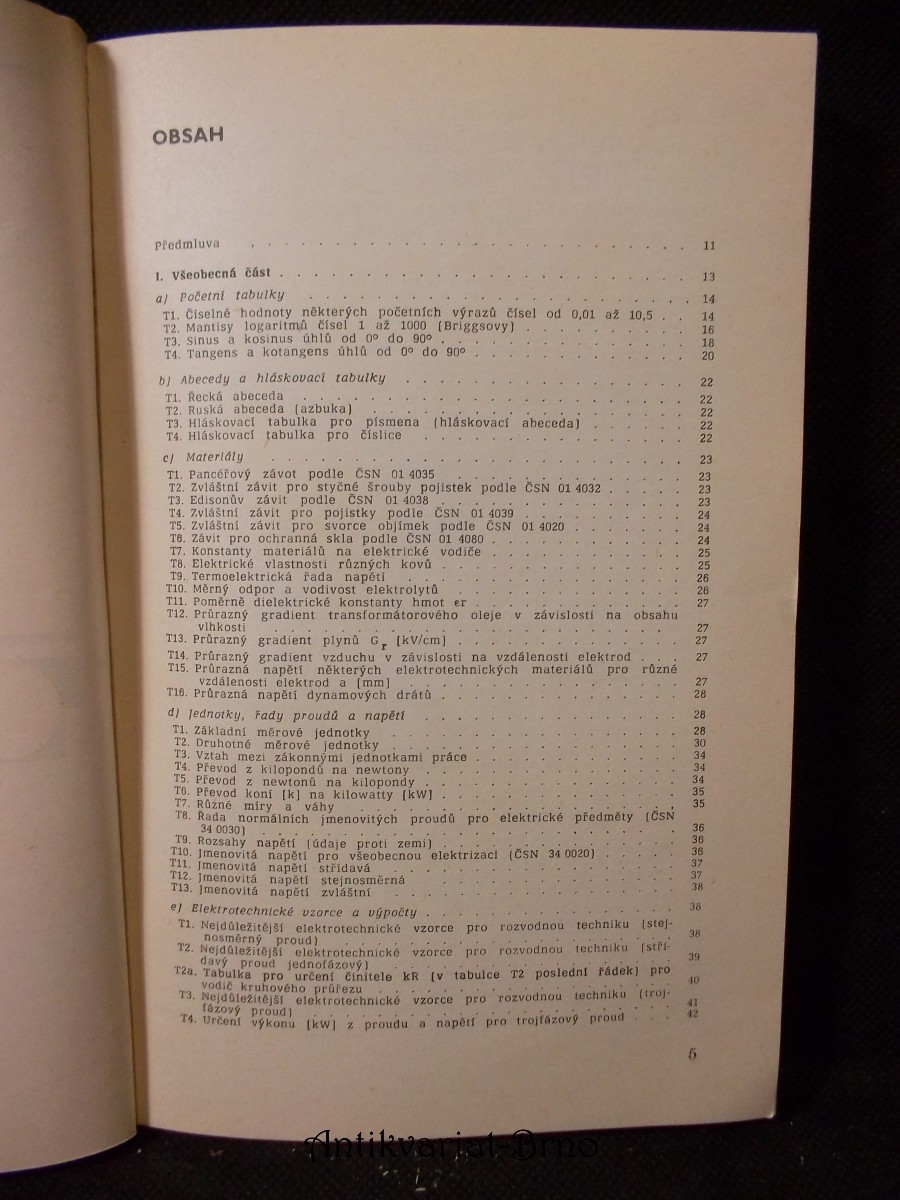 OBSAH
Předmluva . . . . . . . . . . . . . . . . . . . . 11
I. Všeobecná část . . . . . . . . . . . . . . . . . . . . 13
a) Početní tabulky . . . . . . . . . . . . . . . . . . . . 14
T1. Číselné hodnoty některých početních výrazů čísel od 0,01 až 10,5 . . 14
T2. Mantisy logaritmů čísel 1 až 1000 (Briggsovy) . . . . . . . . . . 16
T3. Sinus a kosinus úhlů od 0° do 90° . . . . . . . . . . . . . . 18
T4. Tangens a kotangens úhlů od 0° do 90° . . . . . . . . . . . . 20
b) Abecedy a hláskovací tabulky . . . . . . . . . . . . . . . . 22
T1. Řecká abeceda . . . . . . . . . . . . . . . . . . . . 22
T2. Ruská abeceda (azbuka) . . . . . . . . . . . . . . . . . 22
T3. Hláskovací tabulka pro písmena (hláskovací abeceda) . . . . . . 22
T4. Hláskovací tabulka pro číslice . . . . . . . . . . . . . . . 22
c) Materiály . . . . . . . . . . . . . . . . . . . . 23
T1. Pancéřový závot podle ČSN 01 4035 . . . . . . . . . . . . . 23
T2. Zvláštní závit pro styčné šrouby pojistek podle ČSN 01 4032 . . . . . 23
T3. Edisonův závit podle ČSN 01 4038 . . . . . . . . . . . . . . 23
T4. Zvláštní závit pro pojistky podle ČSN 01 4039 . . . . . . . . . 24
T5. Zvláštní závit pro svorce objímek podle ČSN 01 4020 . . . . . . . 24
T6. Závit pro ochranná skla podle ČSN 01 4080 . . . . . . . . . . . 24
T7. Konstanty materiálů na elektrické vodiče . . . . . . . . . . . 25
T8. Elektrické vlastnosti různých kovů . . . . . . . . . . . . . . 25
T9. Termoelektrická řada napětí . . . . . . . . . . . . . . . . 26
T10. Měrný odpor a vodivost elektrolytů . . . . . . . . . . . . . 26
T11. Poměrně dielektrické konstanty hmot εr . . . . . . . . . . . . 27
T12. Průrazný gradient transformátorového oleje v závislosti na obsahu
vlhkosti . . . . . . . . . . . . . . . . . . . . 27
T13. Průrazný gradient plynů Gr [kV/cm] . . . . . . . . . . . . . 27
T14. Průrazný gradient vzduchu v závislosti na vzdálenosti elektrod . . . 27
T15. Průrazná napětí některých elektrotechnických materiálů pro různé
vzdálenosti elektrod a [mm] . . . . . . . . . . . . . . . . 27
T16. Průrazná napětí dynamových drátů . . . . . . . . . . . . . . 28
d) Jednotky, řady proudů a napětí . . . . . . . . . . . . . . . 28
T1. Základní měrové jednotky . . . . . . . . . . . . . . . . 28
T2. Druhotné měrové jednotky . . . . . . . . . . . . . . . . 30
T3. Vztah mezi zákonnými jednotkami práce . . . . . . . . . . . . 34
T4. Převod z kilopondů na newtony . . . . . . . . . . . . . . . 34
T5. Převod z newtonů na kilopondy . . . . . . . . . . . . . . . 34
T6. Převod koní [k] na kilowatty [kW] . . . . . . . . . . . . . . 35
T7. Různé míry a váhy . . . . . . . . . . . . . . . . . . . 35
T8. Řada normálních jmenovitých proudů pro elektrické předměty (ČSN
34 0030) . . . . . . . . . . . . . . . . . . . . 36
T9. Rozsahy napětí (údaje proti zemi) . . . . . . . . . . . . . . 36
T10. Jmenovitá napětí pro všeobecnou elektrizaci (ČSN 34 0020) . . . . . 36
T11. Jmenovitá napětí střídavá . . . . . . . . . . . . . . . . 37
T12. Jmenovitá napětí stejnosměrná . . . . . . . . . . . . . . . 37
T13. Jmenovitá napětí zvláštní . . . . . . . . . . . . . . . . 38
e) Elektrotechnické vzorce a výpočty . . . . . . . . . . . . . . 38
T1. Nejdůležitější elektrotechnické vzorce pro rozvodnou techniku (stej-
nosměrný proud) . . . . . . . . . . . . . . . . . . . . 38
T2. Nejdůležitější elektrotechnické vzorce pro rozvodnou techniku (stří-
davý proud jednofázový) . . . . . . . . . . . . . . . . . 39
T2a. Tabulka pro určení činitele kR (v tabulce T2 poslední řádek) pro
vodič kruhového průřezu . . . . . . . . . . . . . . . . . 40
T3. Nejdůležitější elektrotechnické vzorce pro rozvodnou techniku (troj-
fázový proud) . . . . . . . . . . . . . . . . . . . . 41
T4. Určení výkonu [kW] z proudu a napětí pro trojfázový proud . . . 42
5
Antikvariat-Brno